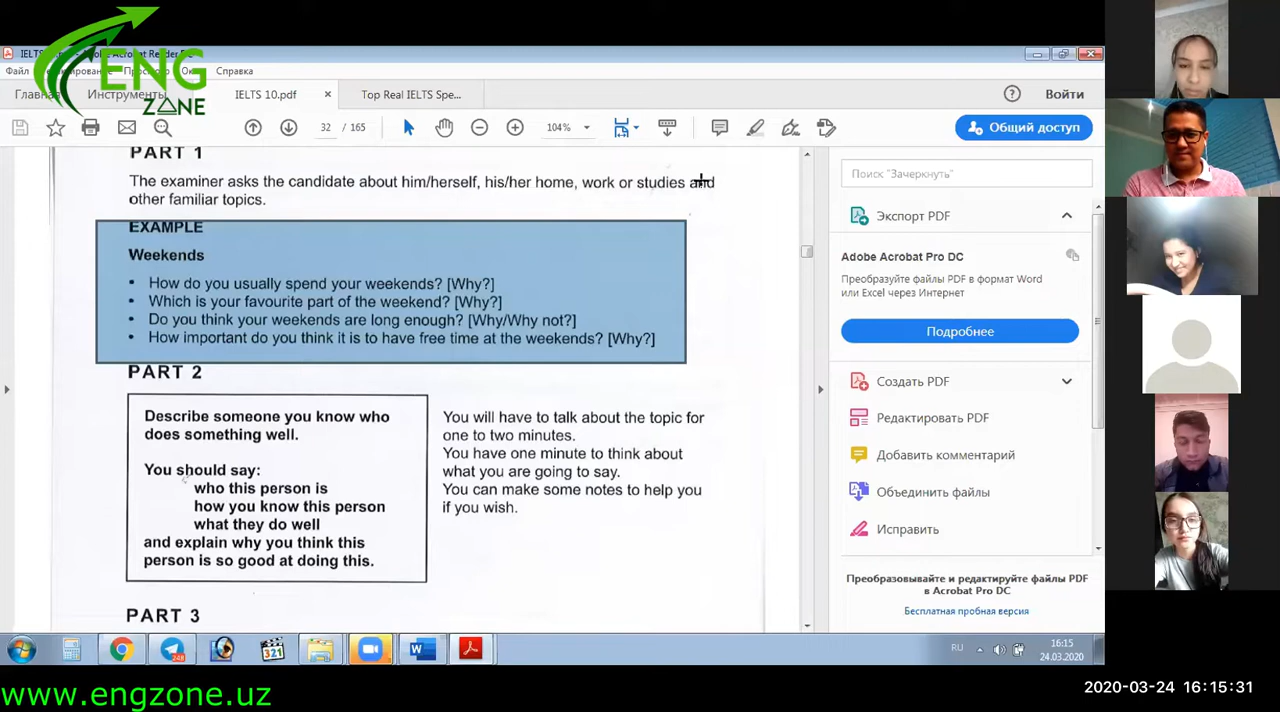 ENG
ZONE
IELTS
Adobe Acrobat Reader DC
Файл
Окно
Справка
Главная
Инструменты
IELTS 10.pdf
Top Real IELTS Spe...
Войти
32 / 165
104%
Общий доступ
PART 1
The examiner asks the candidate about him/herself, his/her home, work or studies and
other familiar topics.
EXAMPLE
Weekends
• How do you usually spend your weekends? [Why?]
• Which is your favourite part of the weekend? [Why?]
• Do you think your weekends are long enough? [Why/Why not?]
• How important do you think it is to have free time at the weekends? [Why?]
PART 2
Describe someone you know who
does something well.
You should say:
who this person is
how you know this person
what they do well
and explain why you think this
person is so good at doing this.
You will have to talk about the topic for
one to two minutes.
You have one minute to think about
what you are going to say.
You can make some notes to help you
if you wish.
PART 3
Поиск "Зачеркнуть"
Экспорт PDF
Adobe Acrobat Pro DC
Преобразуйте файлы PDF в формат Word
или Excel через Интернет
Подробнее
Создать PDF
Редактировать PDF
Добавить комментарий
Объединить файлы
Исправить
Преобразовывайте и редактируйте файлы PDF
в Acrobat Pro DC
Бесплатная пробная версия
248
321
RU
16:15
24.03.2020
www.engzone.uz
2020-03-24 16:15:31